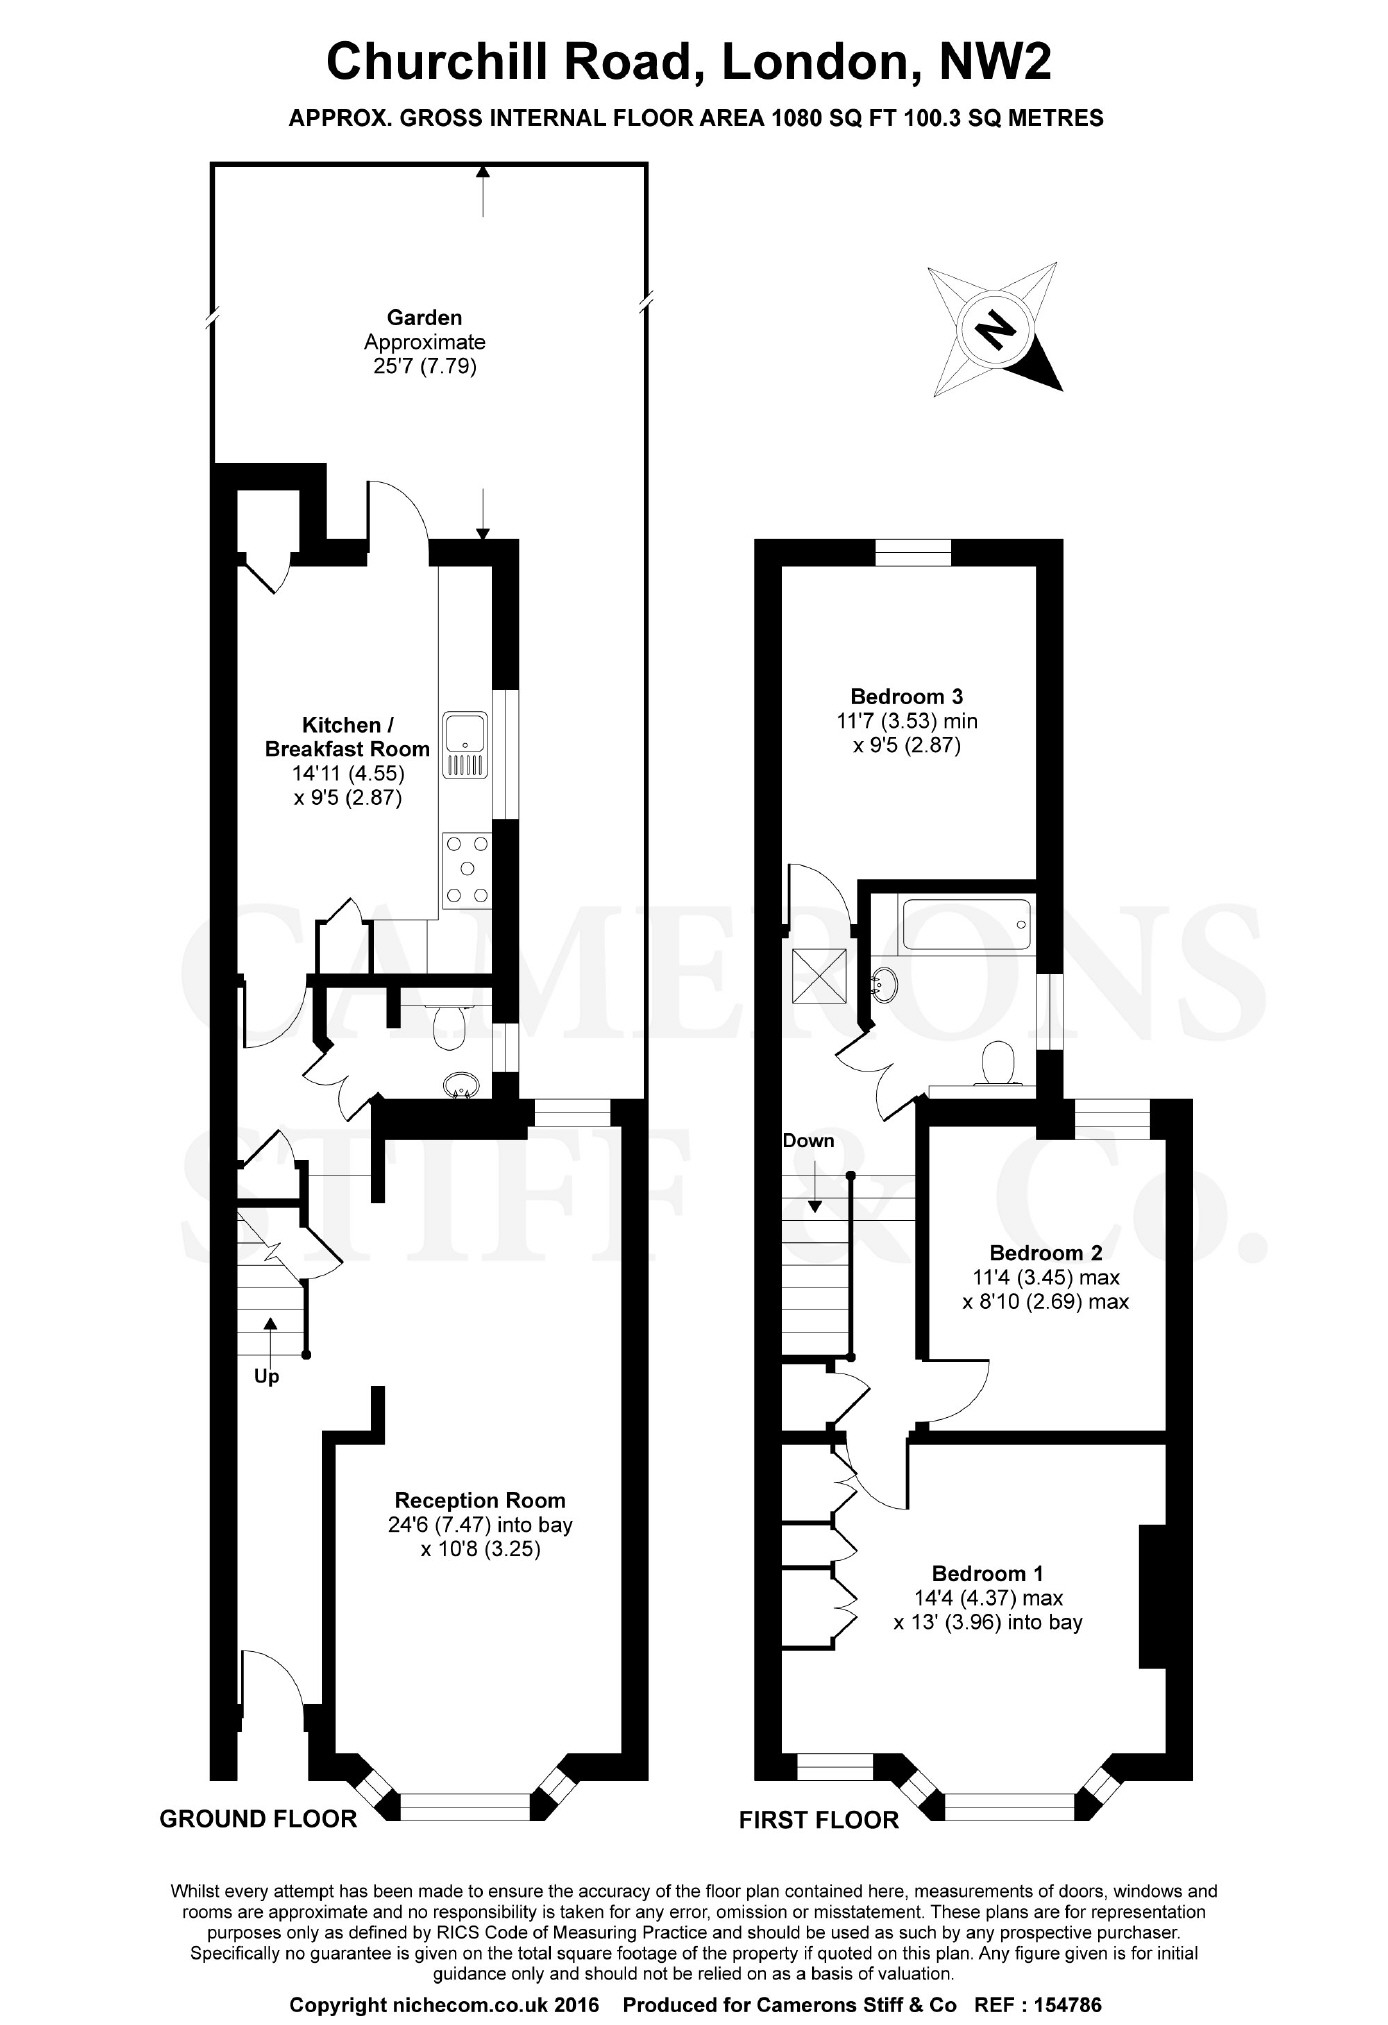 Churchill Road, London, NW2
APPROX. GROSS INTERNAL FLOOR AREA 1080 SQ FT 100.3 SQ METRES
Garden
Approximate
25'7 (7.79)
N
Kitchen /
Breakfast Room
14'11 (4.55)
x 9'5 (2.87)
Bedroom 3
11'7 (3.53) min
x 9'5 (2.87)
CAMERONS
STIFF & Co.
Down
Bedroom 2
11'4 (3.45) max
x 8'10 (2.69) max
Up
Reception Room
24'6 (7.47) into bay
x 10'8 (3.25)
Bedroom 1
14'4 (4.37) max
x 13' (3.96) into bay
GROUND FLOOR
FIRST FLOOR
Whilst every attempt has been made to ensure the accuracy of the floor plan contained here, measurements of doors, windows and
rooms are approximate and no responsibility is taken for any error, omission or misstatement. These plans are for representation
purposes only as defined by RICS Code of Measuring Practice and should be used as such by any prospective purchaser.
Specifically no guarantee is given on the total square footage of the property if quoted on this plan. Any figure given is for initial
guidance only and should not be relied on as a basis of valuation.
Copyright nichecom.co.uk 2016 Produced for Camerons Stiff & Co REF : 154786